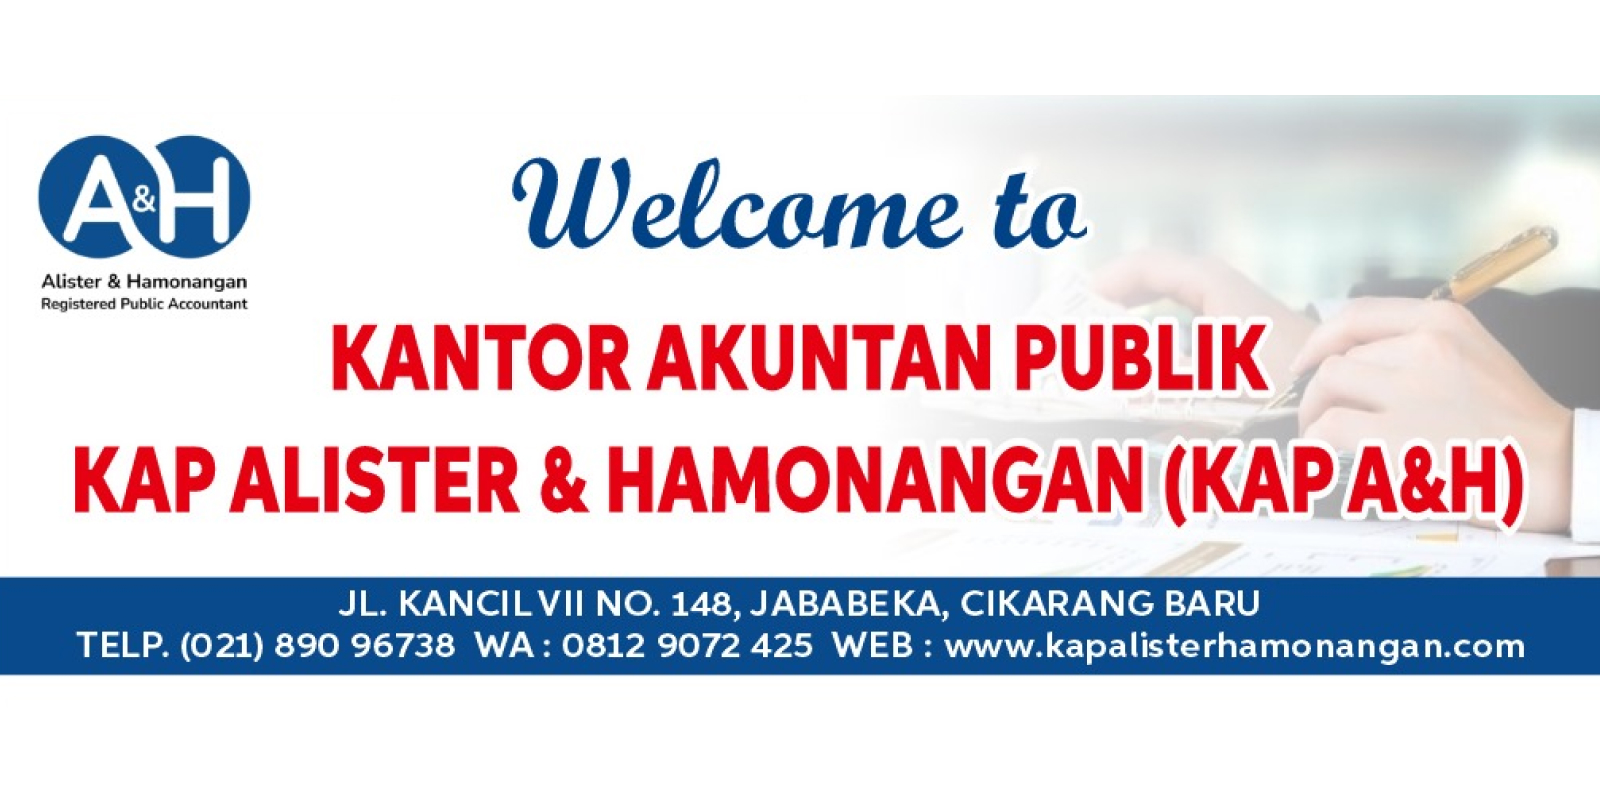 A&H
Alister & Hamonangan
Registered Public Accountant
Welcome to
KANTOR AKUNTAN PUBLIK
KAP ALISTER & HAMONANGAN (KAP A&H)
JL. KANCIL VII NO. 148, JABABEKA, CIKARANG BARU
TELP. (021) 890 96738 WA : 0812 9072 425 WEB : www.kapalisterhamonangan.com